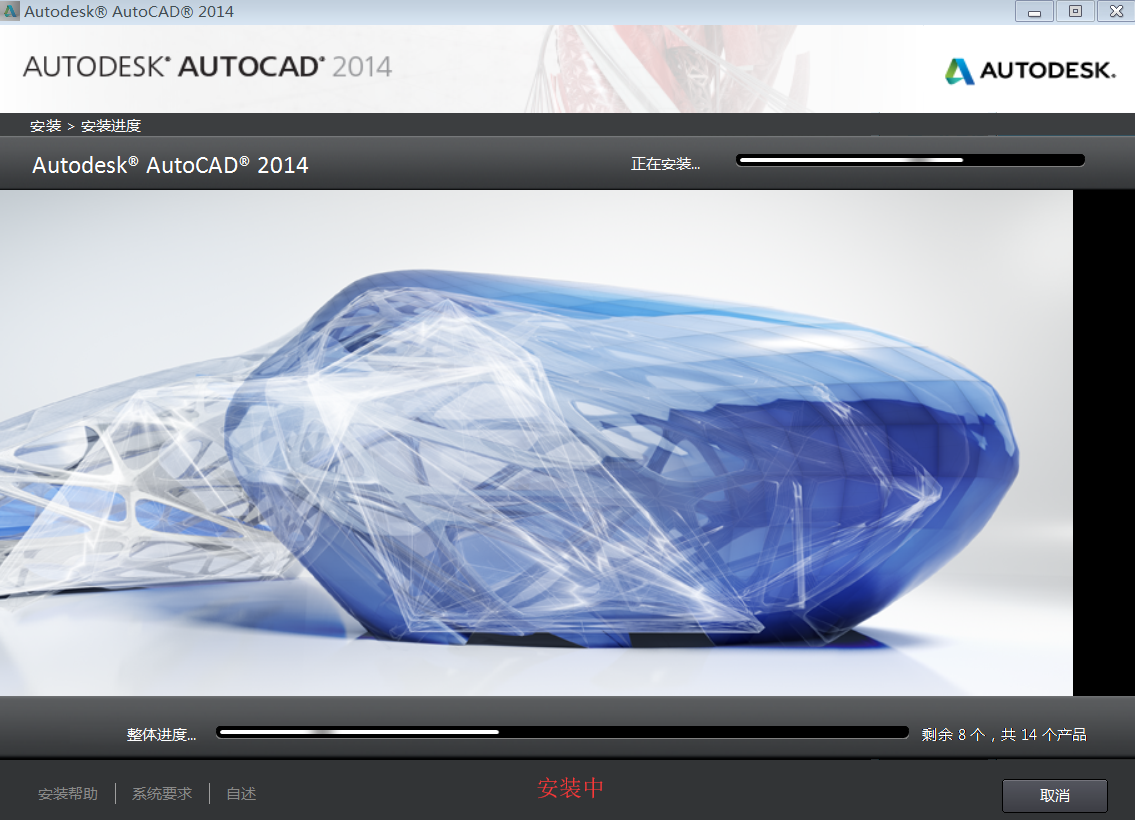 Autodesk® AutoCAD® 2014
AUTODESK® AUTOCAD® 2014
AUTODESK.
安装 > 安装进度
Autodesk® AutoCAD® 2014
正在安装...
整体进度...
剩余 8 个，共 14 个产品
安装帮助
系统要求
自述
安装中
取消